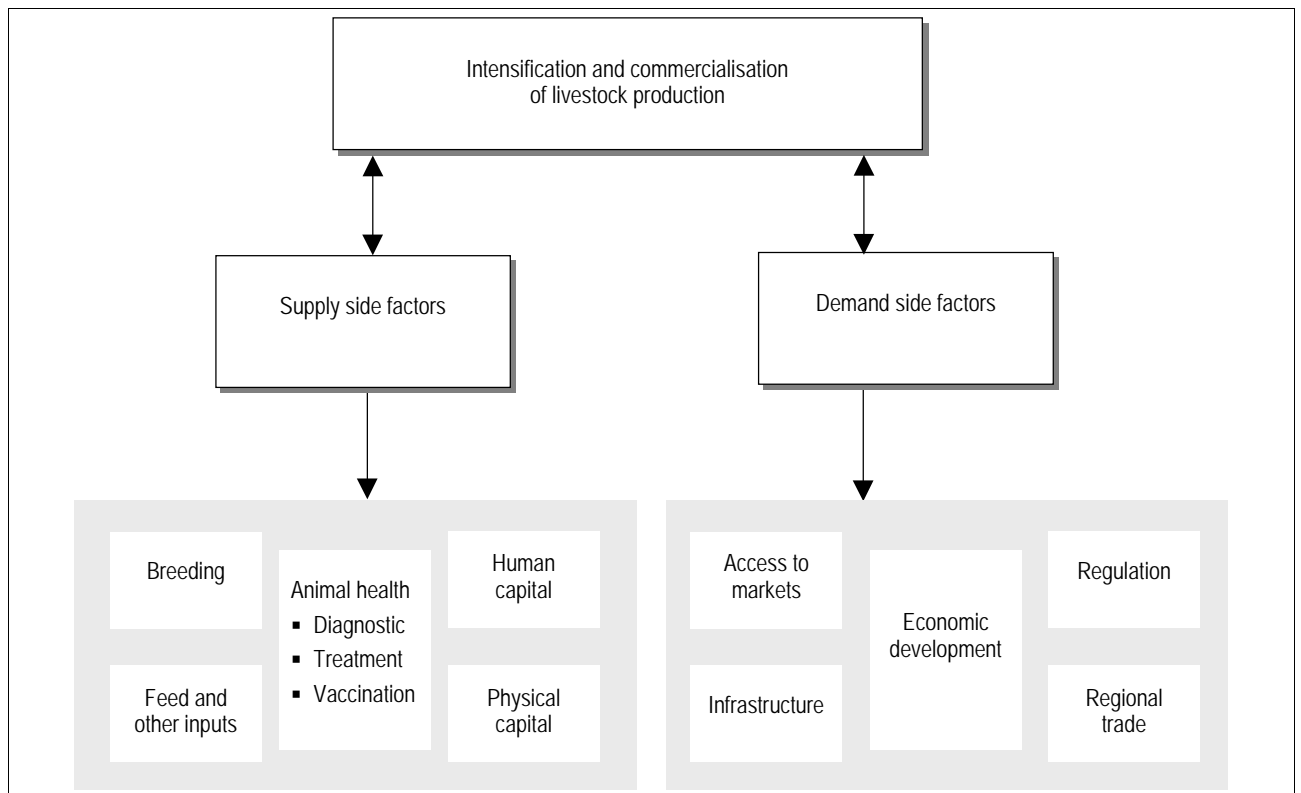 Intensification and commercialisation
of livestock production
Supply side factors
Demand side factors
Breeding
Feed and
other inputs
Animal health
▪ Diagnostic
▪ Treatment
▪ Vaccination
Human
capital
Physical
capital
Access to
markets
Infrastructure
Economic
development
Regulation
Regional
trade